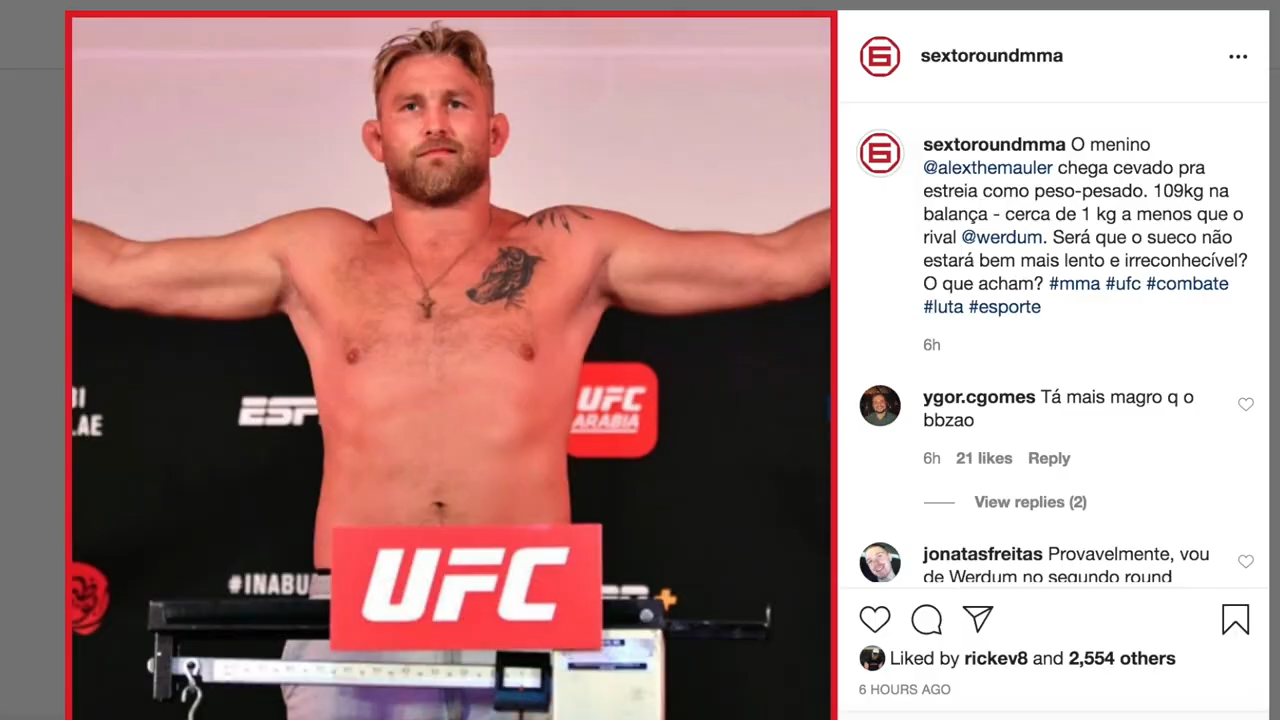 sextoroundmma
sextoroundmma O menino
@alexthemauler chega cevado pra
estreia como peso-pesado. 109kg na
balança - cerca de 1 kg a menos que o
rival @werdum. Será que o sueco não
estará bem mais lento e irreconhecível?
O que acham? #mma #ufc #combate
#luta #esporte
6h
ygor.cgomes Tá mais magro q o
bbzao
6h 21 likes Reply
View replies (2)
jonatasfreitas Provavelmente, vou
de Werdum no segundo round
Liked by rickev8 and 2,554 others
6 HOURS AGO
ESP
UFC
ARABIA
#INABU
UFC